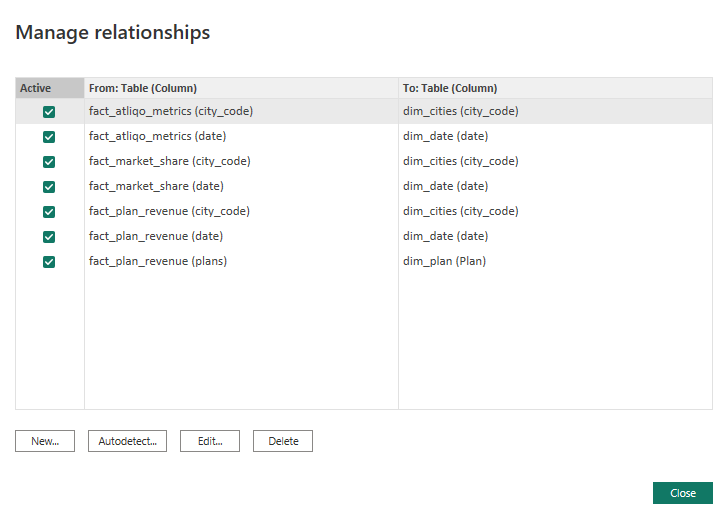 Manage relationships
Active From: Table (Column) To: Table (Column)
fact_atliqo_metrics (city_code) dim_cities (city_code)
fact_atliqo_metrics (date) dim_date (date)
fact_market_share (city_code) dim_cities (city_code)
fact_market_share (date) dim_date (date)
fact_plan_revenue (city_code) dim_cities (city_code)
fact_plan_revenue (date) dim_date (date)
fact_plan_revenue (plans) dim_plan (Plan)
New... Autodetect... Edit... Delete
Close